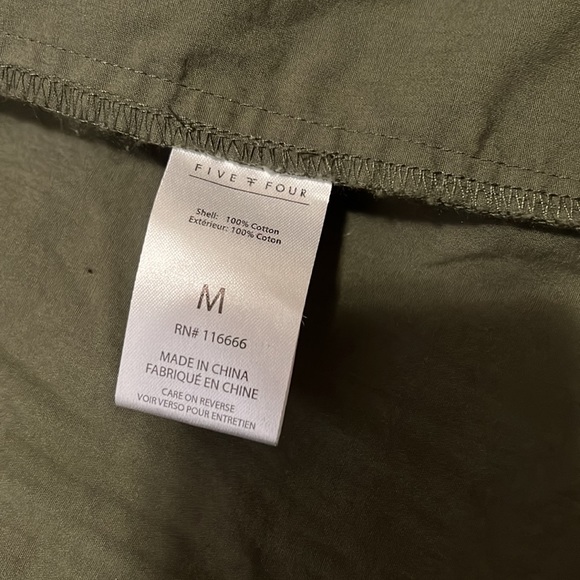 FIVE FOUR
Shell: 100% Cotton
Extérieur: 100% Coton
M
RN# 116666
MADE IN CHINA
FABRIQUÉ EN CHINE
CARE ON REVERSE
VOIR VERSO POUR ENTRETIEN